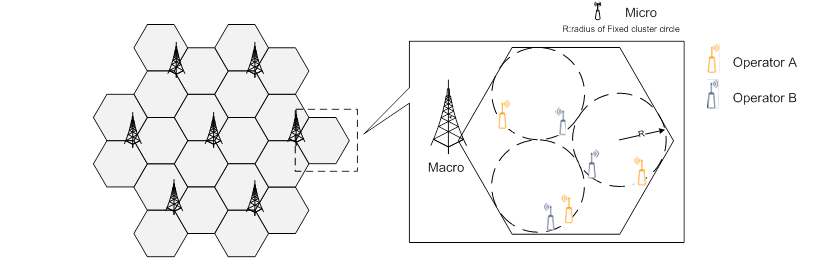 Micro
R:radius of Fixed cluster circle
Operator A
Operator B
R
Macro